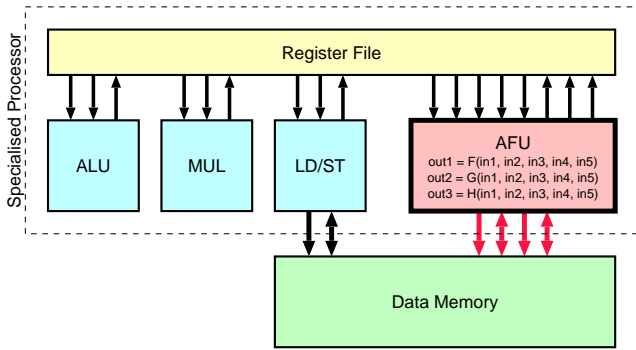 Specialised Processor
Register File
ALU
MUL
LD/ST
AFU
out1 = F(in1, in2, in3, in4, in5)
out2 = G(in1, in2, in3, in4, in5)
out3 = H(in1, in2, in3, in4, in5)
Data Memory